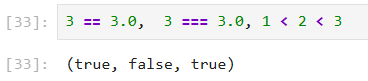 [33]: 3 == 3.0,  3 === 3.0, 1 < 2 < 3
[33]: (true, false, true)